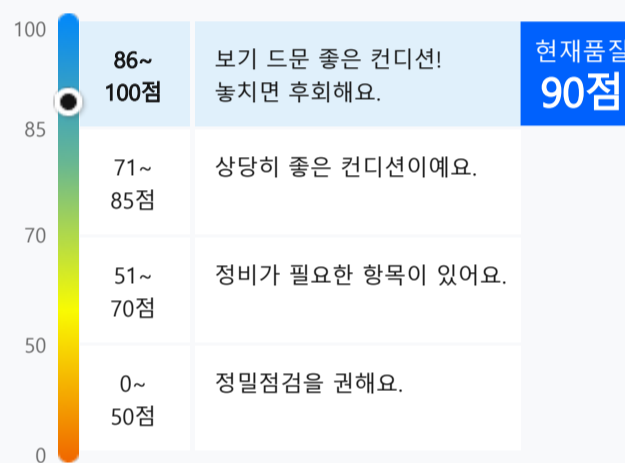 100
86~
100점
보기 드문 좋은 컨디션!
놓치면 후회해요.
현재품질
90점
85
71~
85점
상당히 좋은 컨디션이예요.
70
51~
70점
정비가 필요한 항목이 있어요.
50
0~
50점
정밀점검을 권해요.
0